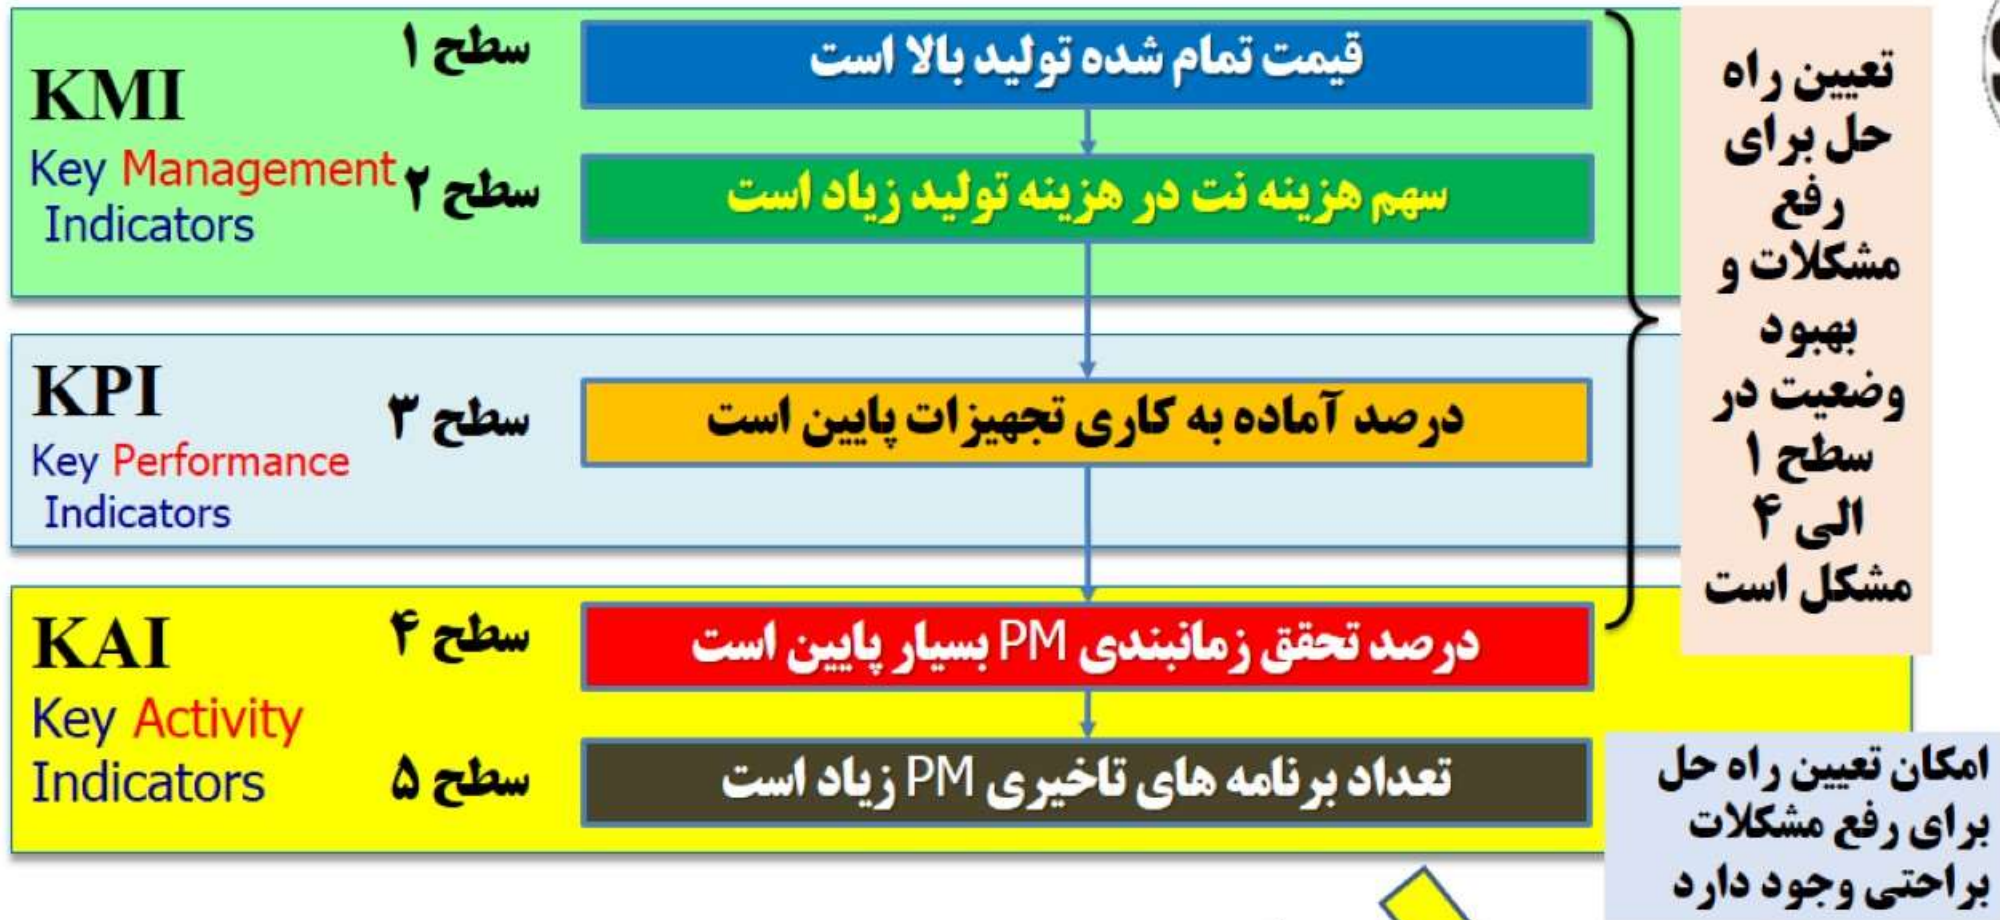 KMI
Key Management
Indicators
سطح ۱
قیمت تمام شده تولید بالا است
سطح ۲
سهم هزینه نت در هزینه تولید زیاد است
KPI
Key Performance
Indicators
سطح ۳
درصد آماده به کاری تجهیزات پایین است
KAI
Key Activity
Indicators
سطح ۴
درصد تحقق زمانبندی PM بسیار پایین است
سطح ۵
تعداد برنامه های تاخیری PM زیاد است
تعیین راه
حل برای
رفع
مشکلات و
بهبود
وضعیت در
سطح ۱
الی ۴
مشکل است
امکان تعیین راه حل
برای رفع مشکلات
براحتی وجود دارد